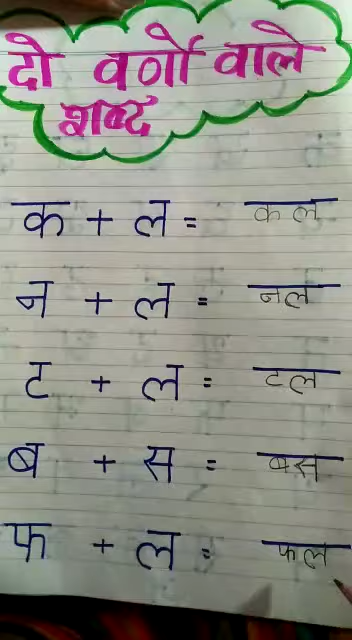 दो वर्गो वाले
शब्द
क + ल = कल
न + ल = नल
ट + ल = टल
ब + स = बस
फ + ल = फल